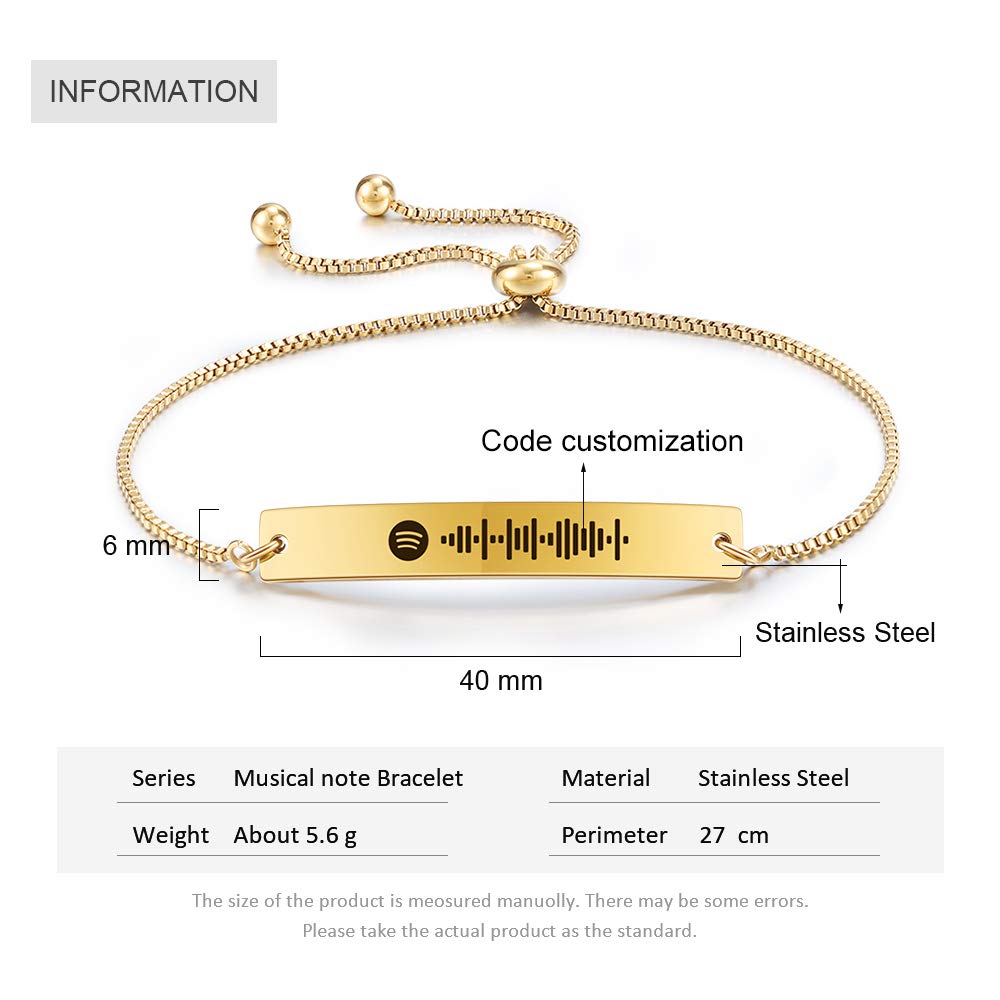 INFORMATION
Code customization
6 mm
Stainless Steel
40 mm
Series Musical note Bracelet Material Stainless Steel
Weight About 5.6 g Perimeter 27 cm
The size of the product is meosured manuolly. There may be some errors.
Please take the actual product as the standard.